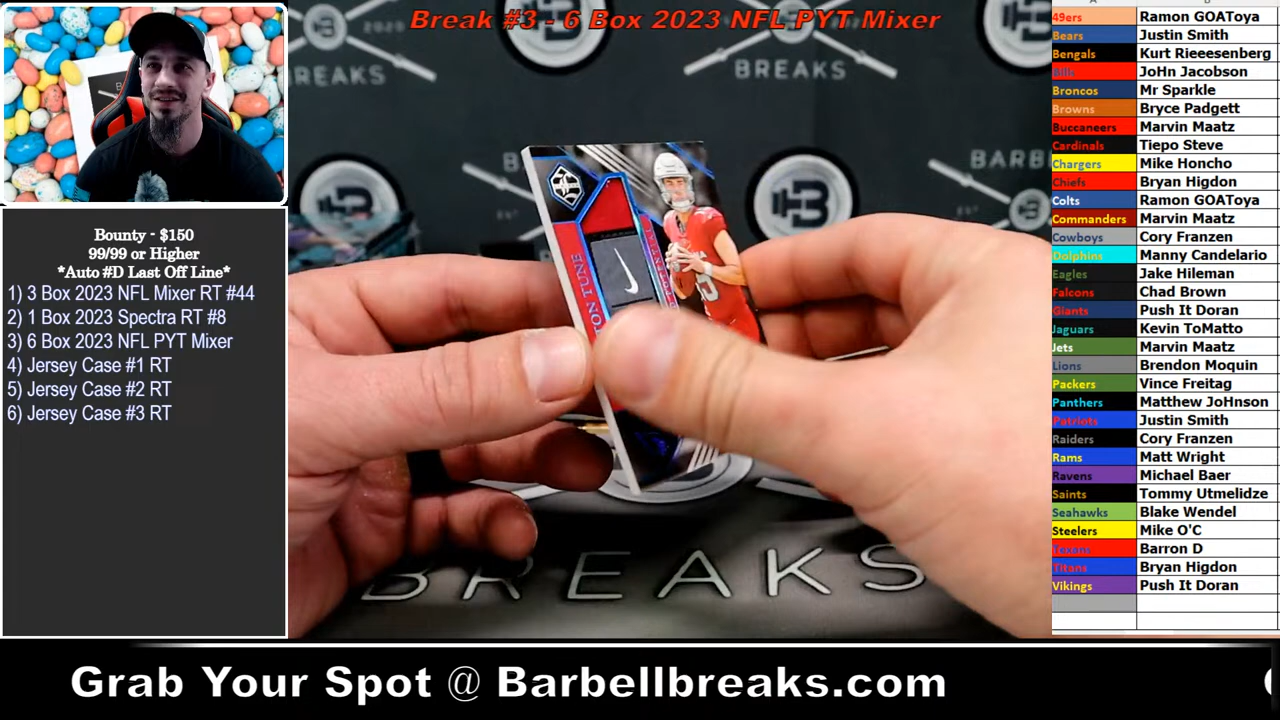 Break #3 - 6 Box 2023 NFL PYT Mixer
BREAKS
BREAKS
BARB
Bounty - $150
99/99 or Higher
*Auto #D Last Off Line*
1) 3 Box 2023 NFL Mixer RT #44
2) 1 Box 2023 Spectra RT #8
3) 6 Box 2023 NFL PYT Mixer
4) Jersey Case #1 RT
5) Jersey Case #2 RT
6) Jersey Case #3 RT
TON TUNE
BREAKS
49ers Ramon GOAToya
Bears Justin Smith
Bengals Kurt Rieeesenberg
Bills JoHn Jacobson
Broncos Mr Sparkle
Browns Bryce Padgett
Buccaneers Marvin Maatz
Cardinals Tiepo Steve
Chargers Mike Honcho
Chiefs Bryan Higdon
Colts Ramon GOAToya
Commanders Marvin Maatz
Cowboys Cory Franzen
Dolphins Manny Candelario
Eagles Jake Hileman
Falcons Chad Brown
Giants Push It Doran
Jaguars Kevin ToMatto
Jets Marvin Maatz
Lions Brendon Moquin
Packers Vince Freitag
Panthers Matthew JoHnson
Patriots Justin Smith
Raiders Cory Franzen
Rams Matt Wright
Ravens Michael Baer
Saints Tommy Utmelidze
Seahawks Blake Wendel
Steelers Mike O'C
Texans Barron D
Titans Bryan Higdon
Vikings Push It Doran
Grab Your Spot @ Barbellbreaks.com